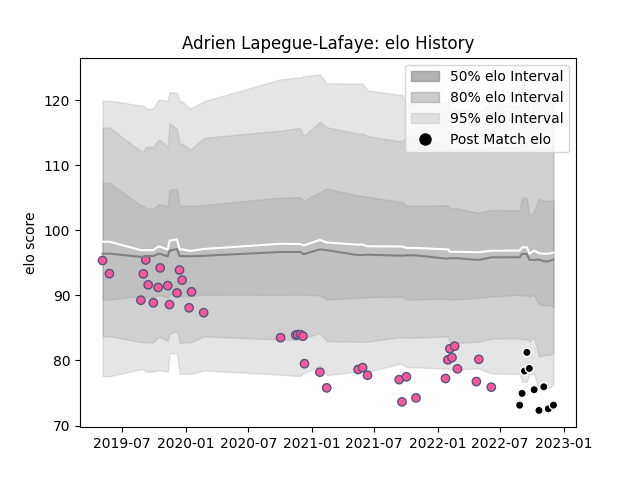 Adrien Lapegue-Lafaye: elo History
50% elo Interval
80% elo Interval
95% elo Interval
Post Match elo
elo score
120
110
100
90
80
70
2019-07 2020-01 2020-07 2021-01 2021-07 2022-01 2022-07 2023-01